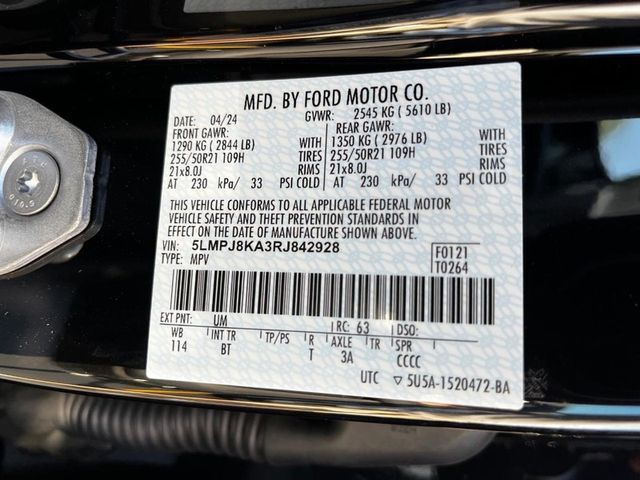 MFD. BY FORD MOTOR CO.
DATE: 04/24 GVWR: 2545 KG ( 5610 LB)
FRONT GAWR: REAR GAWR:
1290 KG ( 2844 LB) WITH 1350 KG ( 2976 LB) WITH
255/50R21 109H TIRES 255/50R21 109H TIRES
21x8.0J RIMS 21x8.0J RIMS
AT 230 kPa/ 33 PSI COLD AT 230 kPa/ 33 PSI COLD
THIS VEHICLE CONFORMS TO ALL APPLICABLE FEDERAL MOTOR
VEHICLE SAFETY AND THEFT PREVENTION STANDARDS IN
EFFECT ON THE DATE OF MANUFACTURE SHOWN ABOVE.
VIN: 5LMPJ8KA3RJ842928 F0121
TYPE: MPV T0264
EXT PNT: UM RC: 63 DSO:
WB INT TR TP/PS R AXLE TR SPR
114 BT T 3A CCCC
UTC ▽ 5U5A-1520472-BA